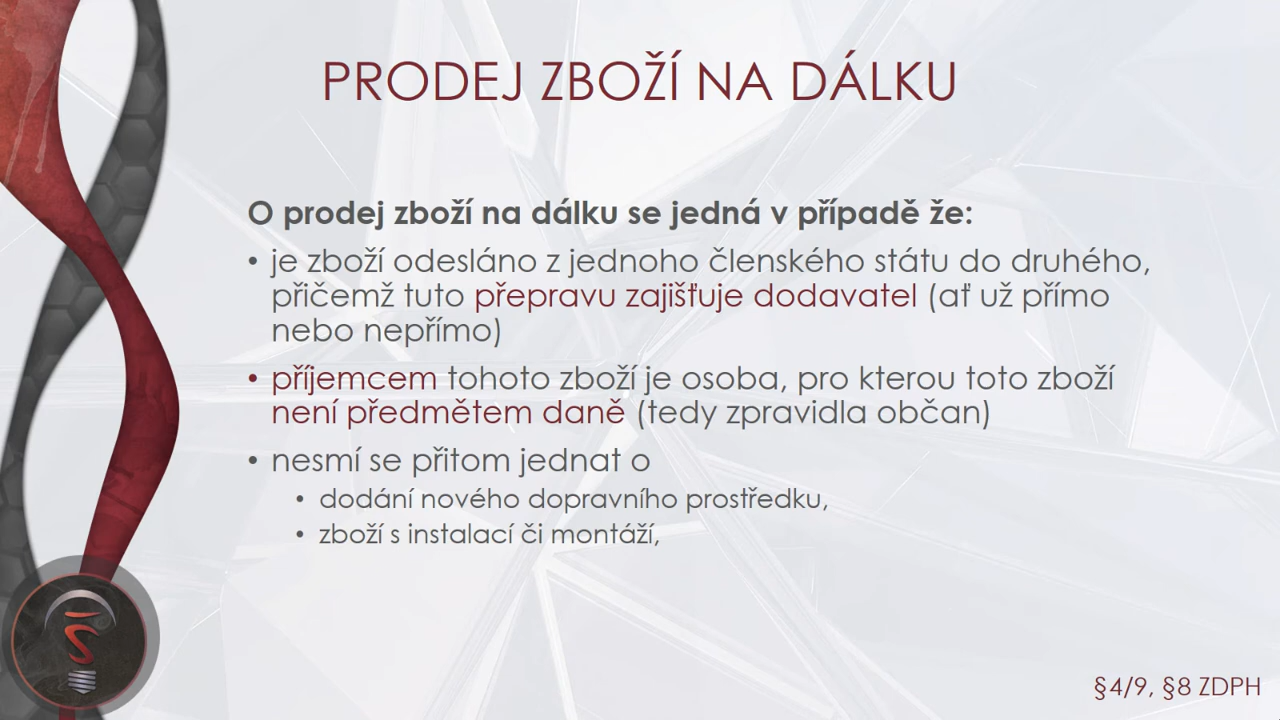 PRODEJ ZBOŽÍ NA DÁLKU
O prodej zboží na dálku se jedná v případě že:
• je zboží odesláno z jednoho členského státu do druhého,
přičemž tuto přepravu zajišťuje dodavatel (ať už přímo
nebo nepřímo)
• příjemcem tohoto zboží je osoba, pro kterou toto zboží
není předmětem daně (tedy zpravidla občan)
• nesmí se přitom jednat o
• dodání nového dopravního prostředku,
• zboží s instalací či montáží,
§4/9, §8 ZDPH